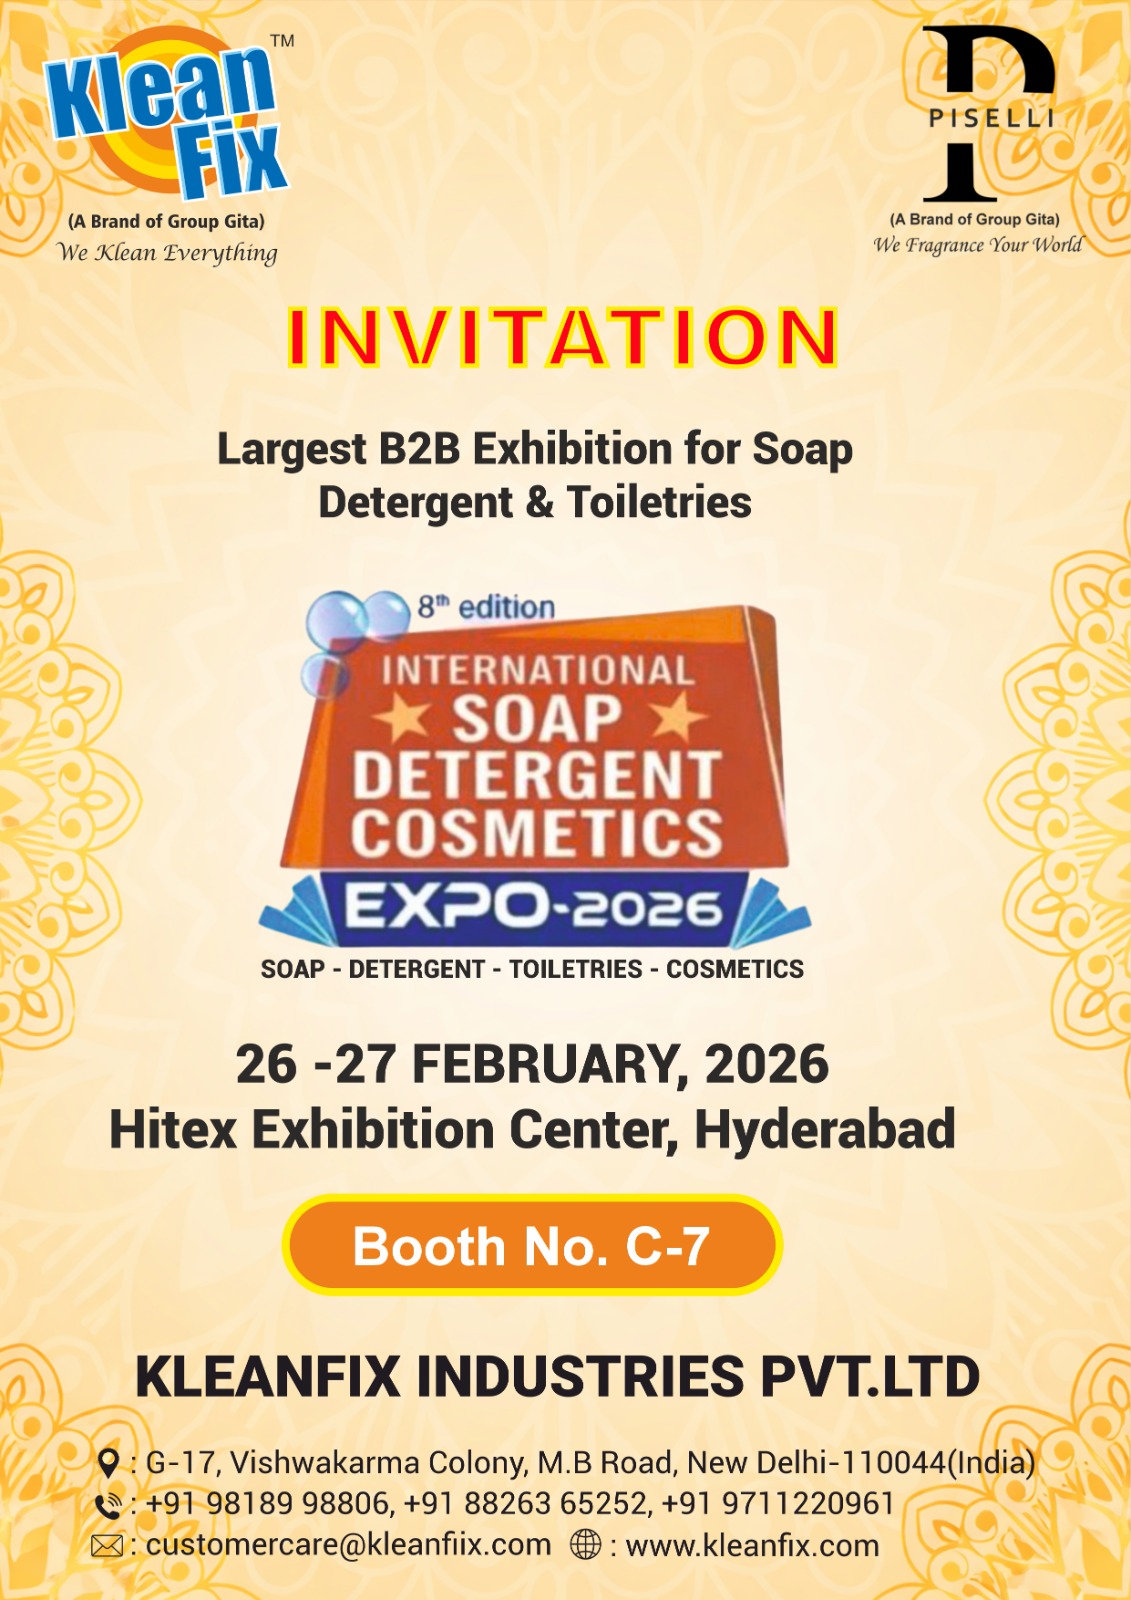 Klean
Fix
TM
(A Brand of Group Gita)
We Klean Everything
PISELLI
(A Brand of Group Gita)
We Fragrance Your World
INVITATION
Largest B2B Exhibition for Soap
Detergent & Toiletries
8th edition
INTERNATIONAL
SOAP
DETERGENT
COSMETICS
EXPO-2026
SOAP - DETERGENT - TOILETRIES - COSMETICS
26 -27 FEBRUARY, 2026
Hitex Exhibition Center, Hyderabad
Booth No. C-7
KLEANFIX INDUSTRIES PVT.LTD
: G-17, Vishwakarma Colony, M.B Road, New Delhi-110044(India)
: +91 98189 98806, +91 88263 65252, +91 9711220961
: customercare@kleanfiix.com : www.kleanfix.com